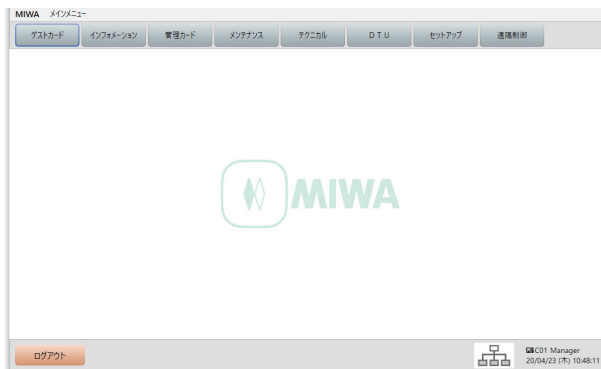 MIWA メインメニュー
ゲストカード インフォメーション 管理カード メンテナンス テクニカル DTU セットアップ 遠隔制御
MIWA
ログアウト
C01 Manager
20/04/23 (木) 10:48:11